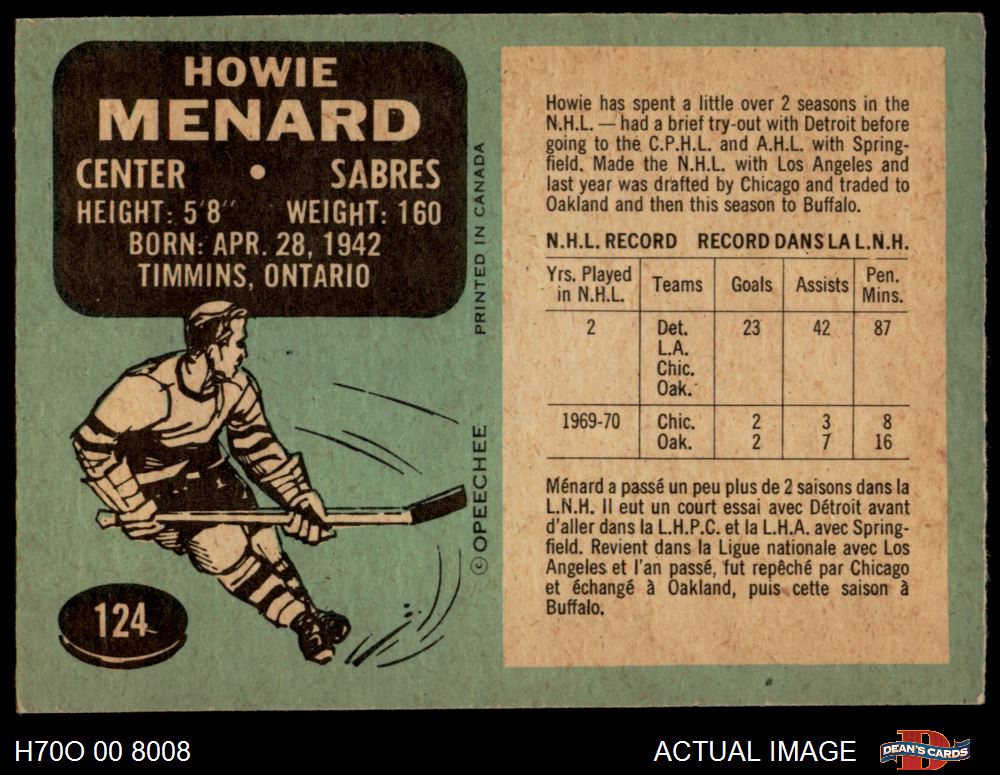 HOWIE
MENARD
CENTER • SABRES
HEIGHT: 5'8" WEIGHT: 160
BORN: APR. 28, 1942
TIMMINS, ONTARIO
124
PRINTED IN CANADA
© OPEECHEE
Howie has spent a little over 2 seasons in the
N.H.L. — had a brief try-out with Detroit before
going to the C.P.H.L. and A.H.L. with Spring-
field. Made the N.H.L. with Los Angeles and
last year was drafted by Chicago and traded to
Oakland and then this season to Buffalo.
N.H.L. RECORD RECORD DANS LA L.N.H.
Yrs. Played in N.H.L. Teams Goals Assists Pen. Mins.
2 Det. 23 42 87
L.A.
Chic.
Oak.
1969-70 Chic. 2 3 8
Oak. 2 7 16
Ménard a passé un peu plus de 2 saisons dans la
L.N.H. Il eut un court essai avec Détroit avant
d'aller dans la L.H.P.C. et la L.H.A. avec Spring-
field. Revient dans la Ligue nationale avec Los
Angeles et l'an passé, fut repêché par Chicago
et échangé à Oakland, puis cette saison à
Buffalo.
H70O 00 8008
ACTUAL IMAGE
D
DEAN'S CARDS